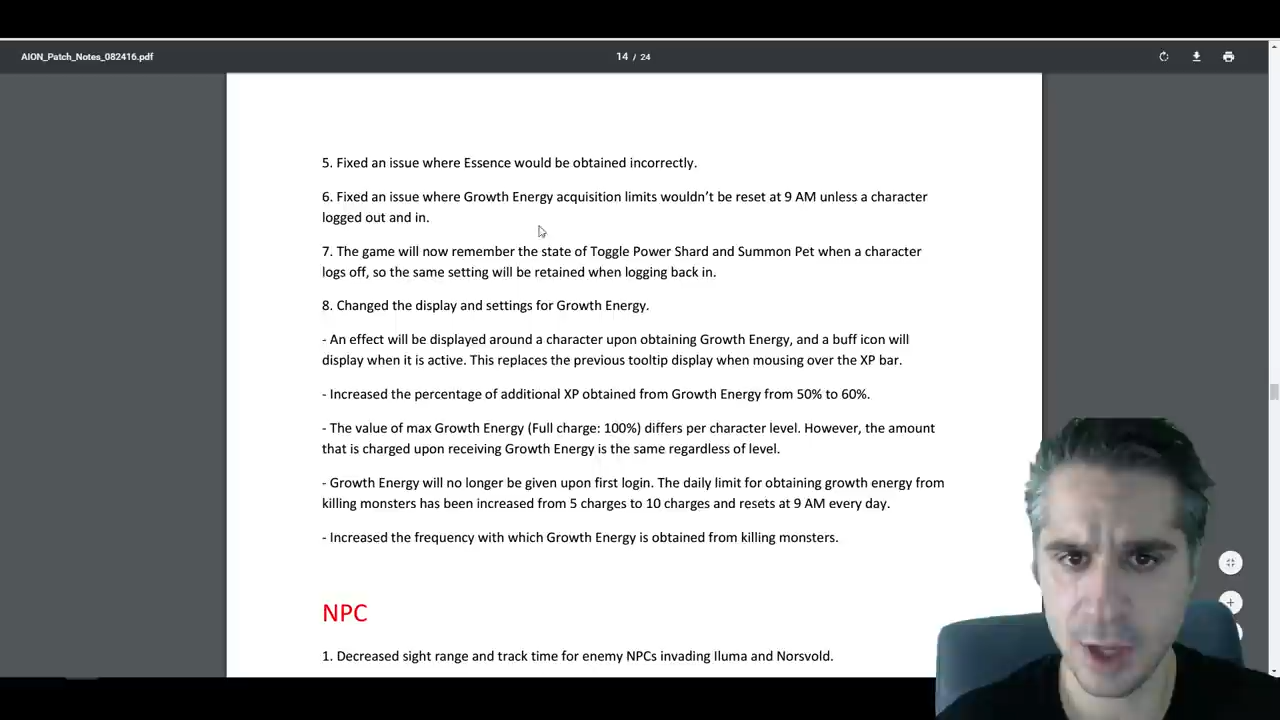 AION_Patch_Notes_082416.pdf
14 / 24
5. Fixed an issue where Essence would be obtained incorrectly.
6. Fixed an issue where Growth Energy acquisition limits wouldn’t be reset at 9 AM unless a character
logged out and in.
7. The game will now remember the state of Toggle Power Shard and Summon Pet when a character
logs off, so the same setting will be retained when logging back in.
8. Changed the display and settings for Growth Energy.
- An effect will be displayed around a character upon obtaining Growth Energy, and a buff icon will
display when it is active. This replaces the previous tooltip display when mousing over the XP bar.
- Increased the percentage of additional XP obtained from Growth Energy from 50% to 60%.
- The value of max Growth Energy (Full charge: 100%) differs per character level. However, the amount
that is charged upon receiving Growth Energy is the same regardless of level.
- Growth Energy will no longer be given upon first login. The daily limit for obtaining growth energy from
killing monsters has been increased from 5 charges to 10 charges and resets at 9 AM every day.
- Increased the frequency with which Growth Energy is obtained from killing monsters.
NPC
1. Decreased sight range and track time for enemy NPCs invading Iluma and Norsvold.